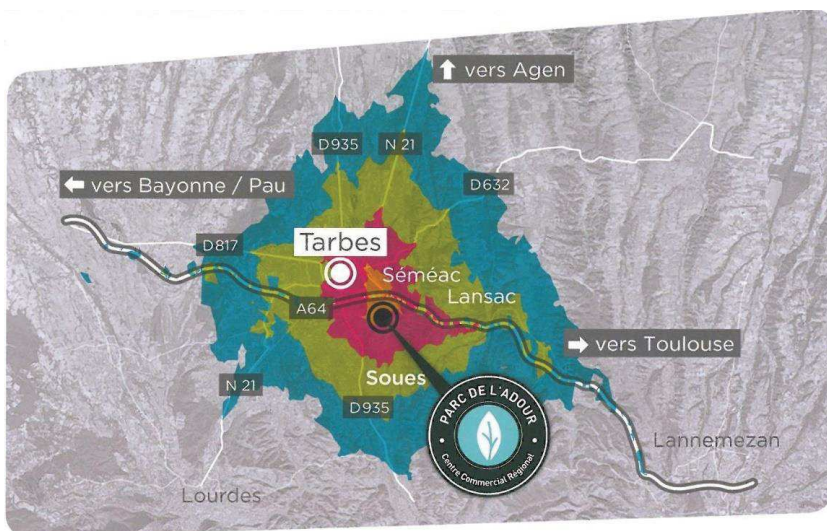 ↑ vers Agen
D935
N 21
← vers Bayonne / Pau
D632
D817
Tarbes
Séméac
Lansac
A64
→ vers Toulouse
Soues
N 21
D935
PARC DE L'ADOUR
Centre Commercial Régional
Lannemezan
Lourdes